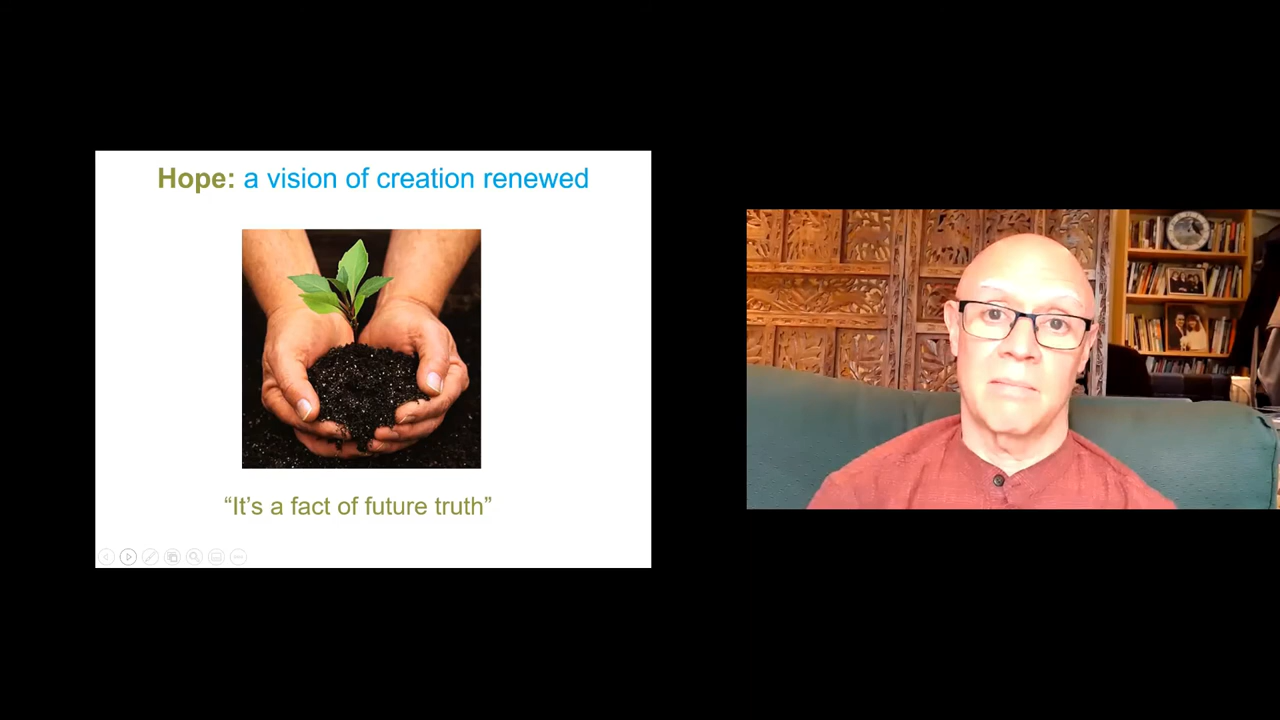 Hope: a vision of creation renewed
“It’s a fact of future truth”